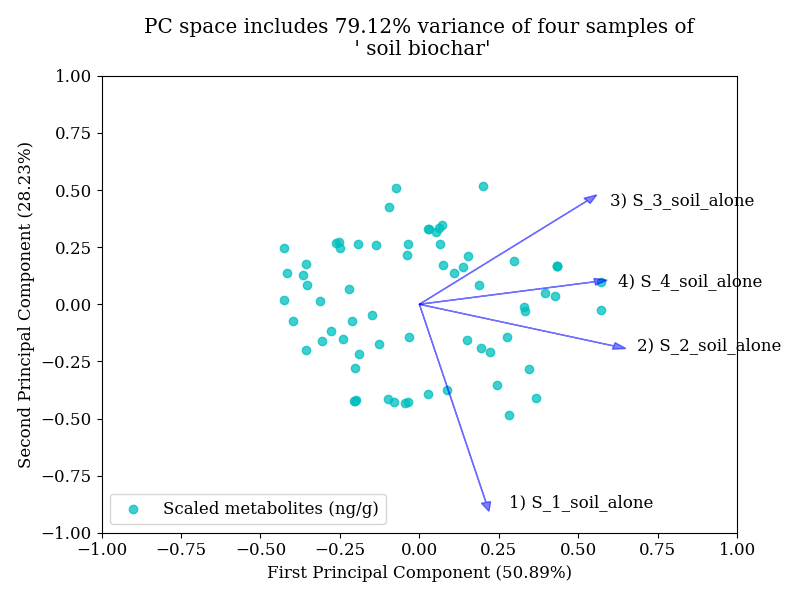 PC space includes 79.12% variance of four samples of
' soil biochar'
1.00
0.75
0.50
0.25
0.00
−0.25
−0.50
−0.75
−1.00
Second Principal Component (28.23%)
3) S_3_soil_alone
4) S_4_soil_alone
2) S_2_soil_alone
1) S_1_soil_alone
Scaled metabolites (ng/g)
−1.00 −0.75 −0.50 −0.25 0.00 0.25 0.50 0.75 1.00
First Principal Component (50.89%)